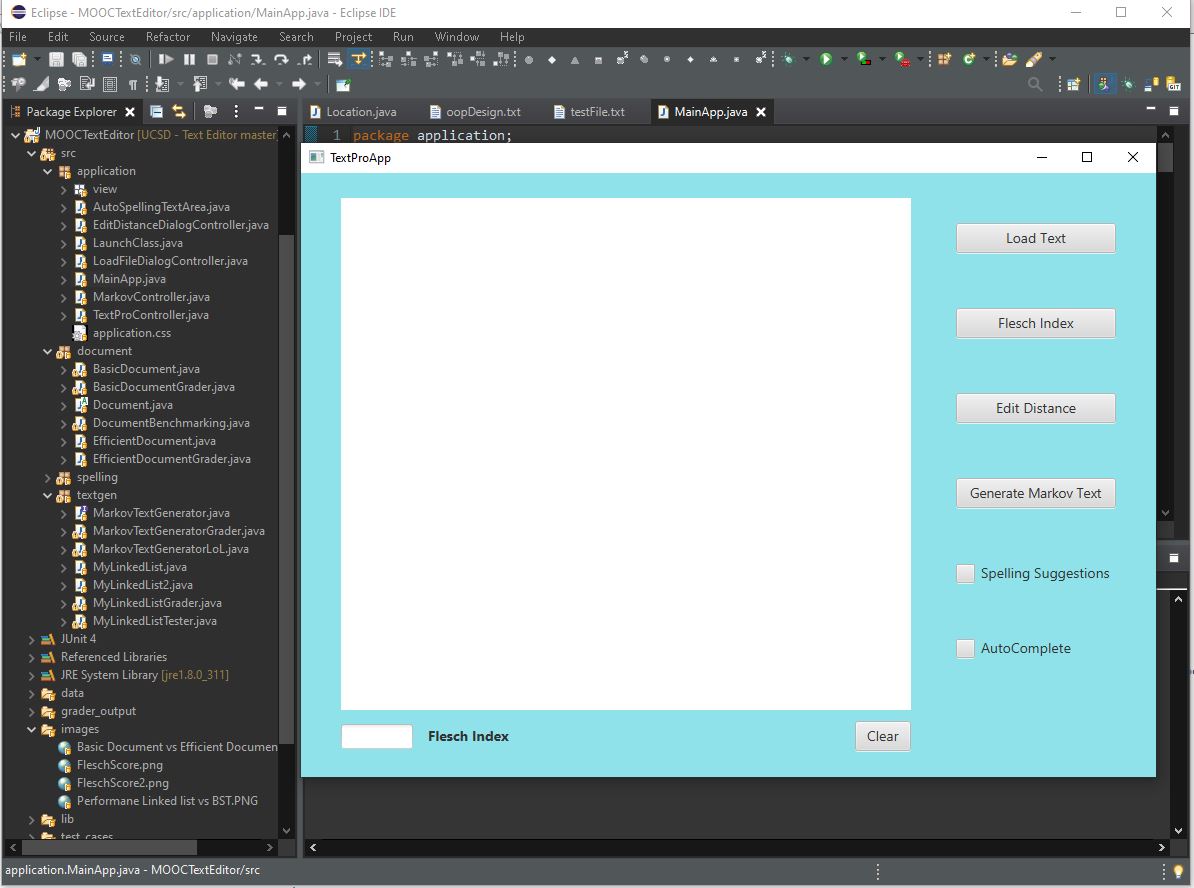 Eclipse - MOOCTextEditor/src/application/MainApp.java - Eclipse IDE
File Edit Source Refactor Navigate Search Project Run Window Help
Package Explorer
Location.java oopDesign.txt testFile.txt MainApp.java
MOOCTextEditor [UCSD - Text Editor master]
1 package application;
src
application
view
AutoSpellingTextArea.java
EditDistanceDialogController.java
LaunchClass.java
LoadFileDialogController.java
MainApp.java
MarkovController.java
TextProController.java
application.css
document
BasicDocument.java
BasicDocumentGrader.java
Document.java
DocumentBenchmarking.java
EfficientDocument.java
EfficientDocumentGrader.java
spelling
textgen
MarkovTextGenerator.java
MarkovTextGeneratorGrader.java
MarkovTextGeneratorLoL.java
MyLinkedList.java
MyLinkedList2.java
MyLinkedListGrader.java
MyLinkedListTester.java
JUnit 4
Referenced Libraries
JRE System Library [jre1.8.0_311]
data
grader_output
images
Basic Document vs Efficient Documen
FleschScore.png
FleschScore2.png
Performane Linked list vs BST.PNG
lib
test_cases
TextProApp
Load Text
Flesch Index
Edit Distance
Generate Markov Text
Spelling Suggestions
AutoComplete
Flesch Index
Clear
application.MainApp.java - MOOCTextEditor/src